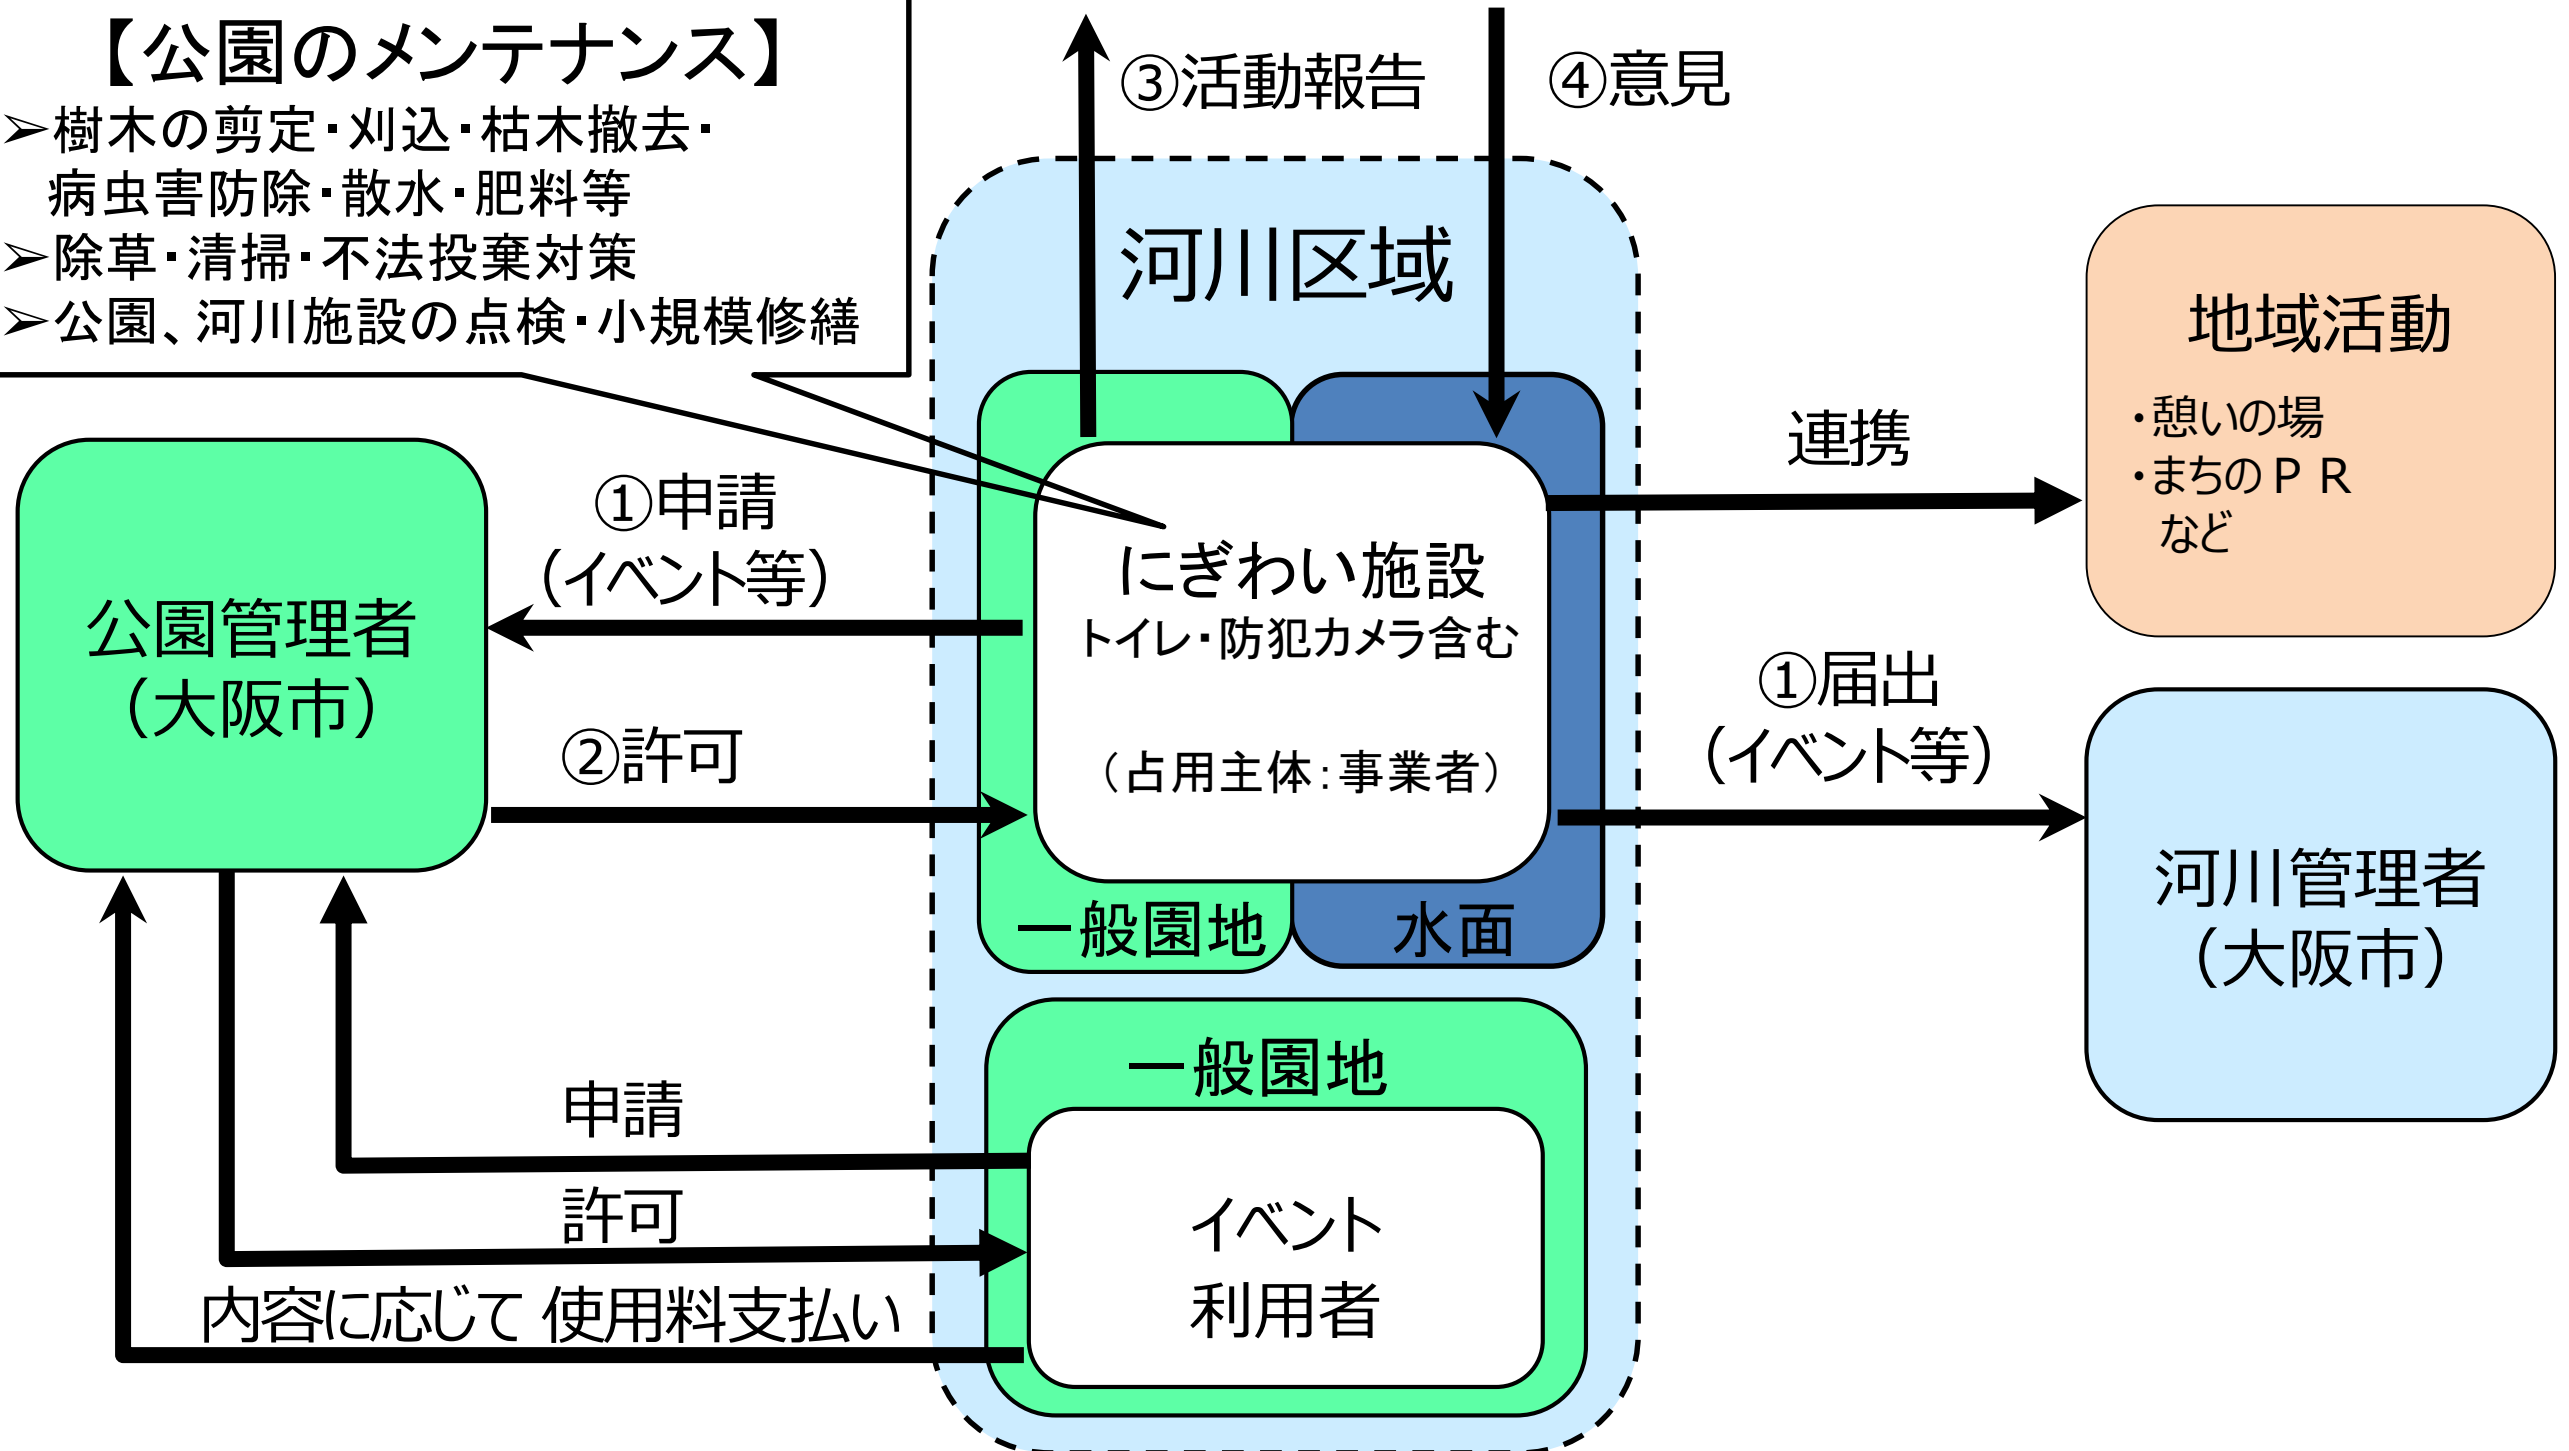 【公園のメンテナンス】
➢樹木の剪定・刈込・枯木撤去・
病虫害防除・散水・肥料等
➢除草・清掃・不法投棄対策
➢公園、河川施設の点検・小規模修繕
③活動報告
④意見
河川区域
地域活動
・憩いの場
・まちのＰＲ
など
連携
①申請
（イベント等）
公園管理者
（大阪市）
②許可
にぎわい施設
トイレ・防犯カメラ含む
（占用主体：事業者）
一般園地
水面
①届出
（イベント等）
河川管理者
（大阪市）
一般園地
イベント
利用者
申請
許可
内容に応じて 使用料支払い